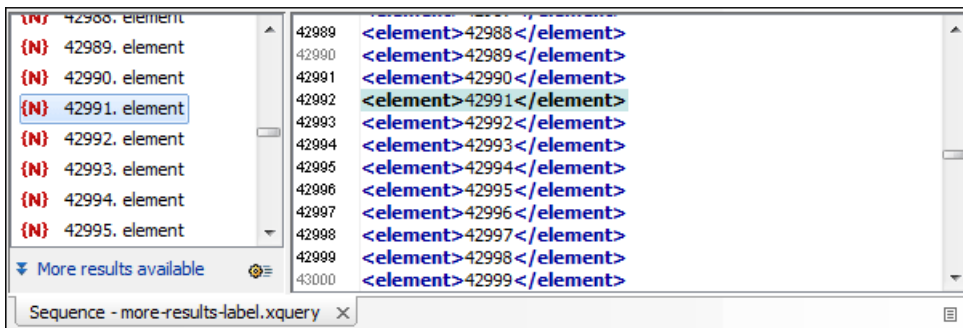 {N} 42988. element
{N} 42989. element
{N} 42990. element
{N} 42991. element
{N} 42992. element
{N} 42993. element
{N} 42994. element
{N} 42995. element
More results available
42989 <element>42988</element>
42990 <element>42989</element>
42991 <element>42990</element>
42992 <element>42991</element>
42993 <element>42992</element>
42994 <element>42993</element>
42995 <element>42994</element>
42996 <element>42995</element>
42997 <element>42996</element>
42998 <element>42997</element>
42999 <element>42998</element>
43000 <element>42999</element>
Sequence - more-results-label.xquery